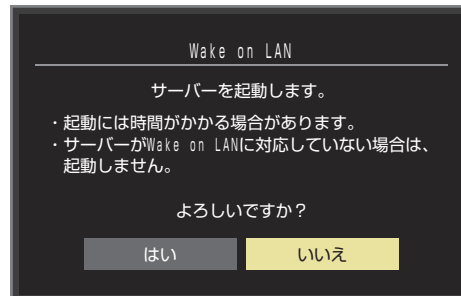 Wake on LAN
サーバーを起動します。
・起動には時間がかかる場合があります。
・サーバーがWake on LANに対応していない場合は、
起動しません。
よろしいですか？
はい
いいえ